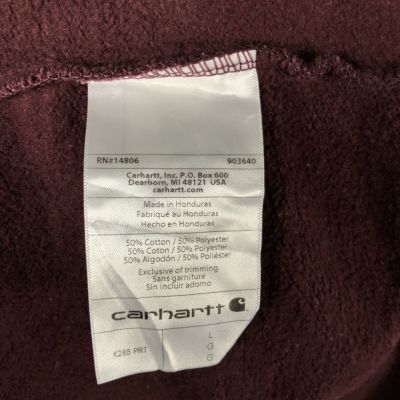 RN#14806 903640
Carhartt, Inc. P.O. Box 600
Dearborn, MI 48121 USA
carhartt.com
Made in Honduras
Fabriqué au Honduras
Hecho en Honduras
50% Cotton / 50% Polyester
50% Coton / 50% Polyester
50% Algodón / 50% Poliéster
Exclusive of trimming
Sans garniture
Sin incluir adorno
carhartt
L
K288 PRT G
G